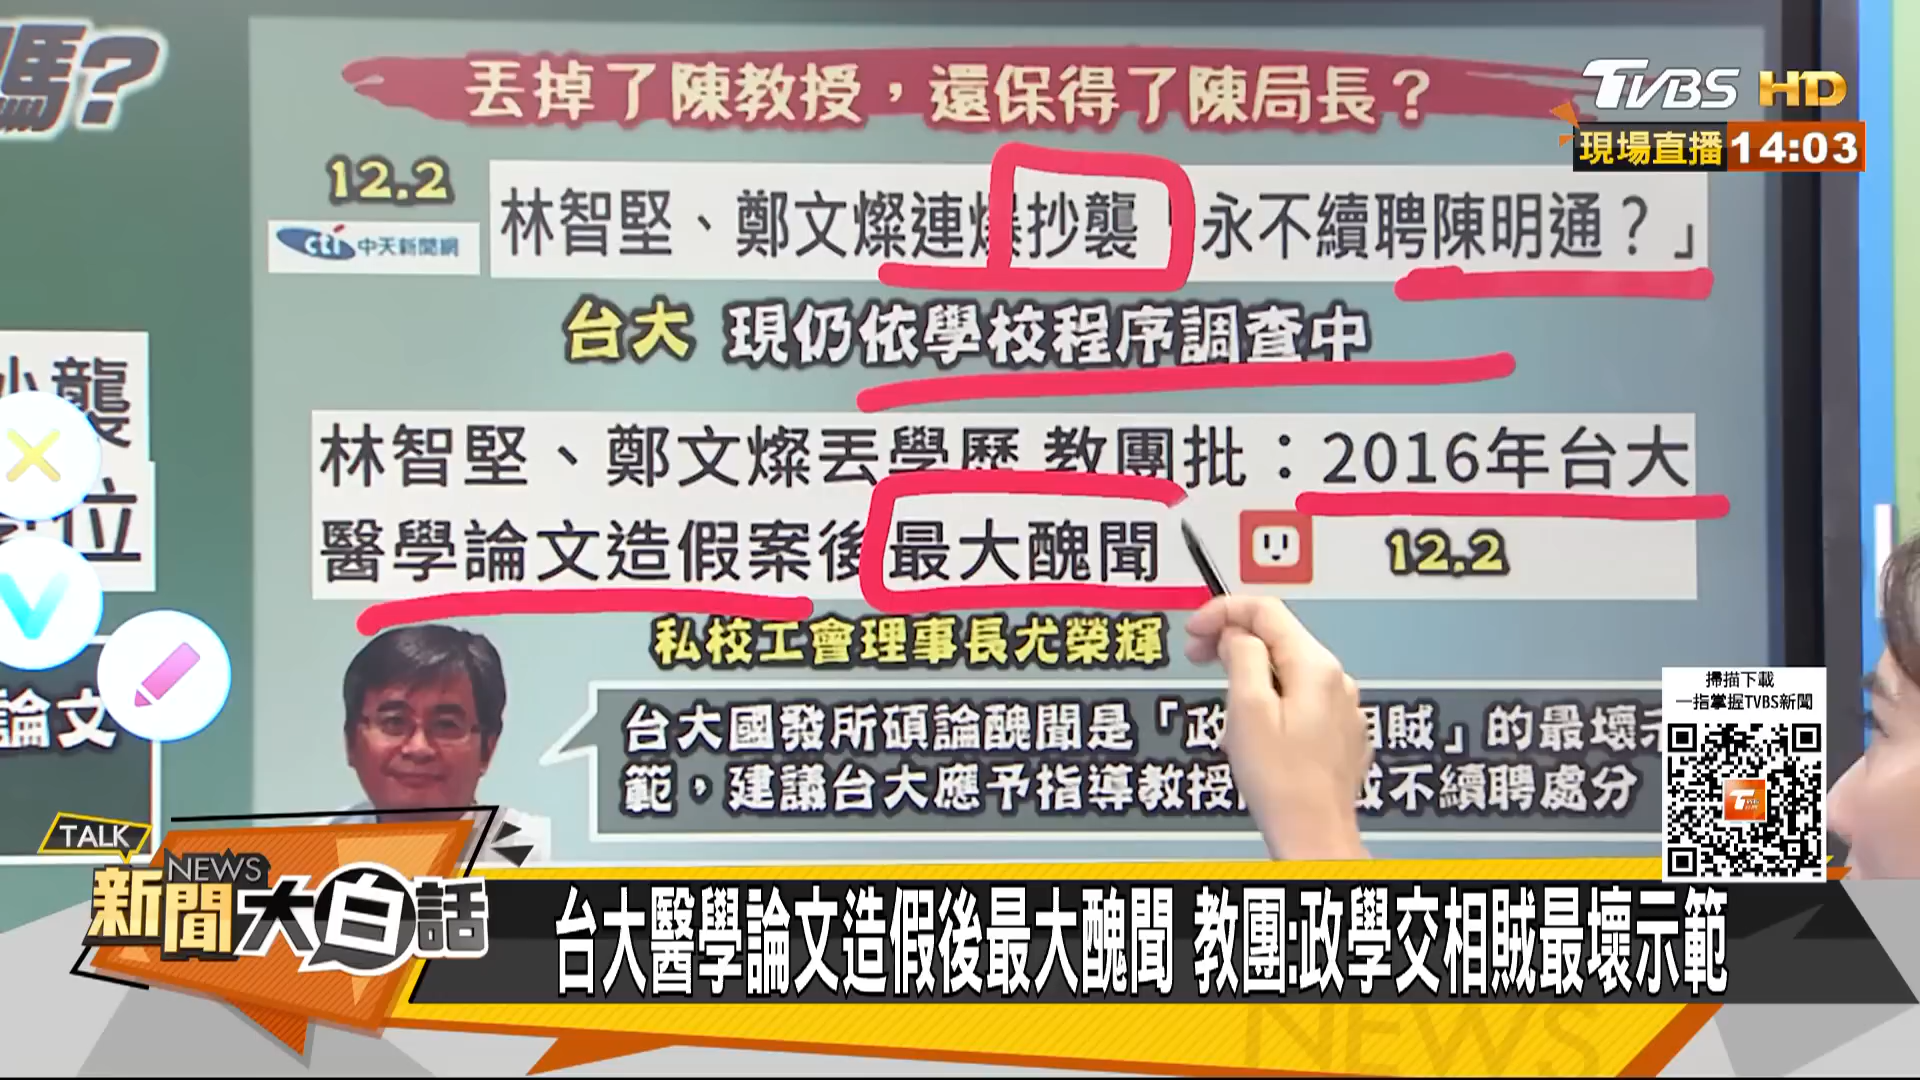 嗎?
丟掉了陳教授，還保得了陳局長？
TVBS HD
現場直播 14:03
12.2
cti 中天新聞網
林智堅、鄭文燦連爆抄襲 永不續聘陳明通？」
台大 現仍依學校程序調查中
襲
位
論文
林智堅、鄭文燦丟學歷 教團批：2016年台大
醫學論文造假案後最大醜聞
12.2
私校工會理事長尤榮輝
台大國發所碩論醜聞是「政 相賊」的最壞示
範，建議台大應予指導教授 不續聘處分
掃描下載
一指掌握TVBS新聞
TALK
NEWS
新聞大白話
台大醫學論文造假後最大醜聞 教團:政學交相賊最壞示範
NEWS